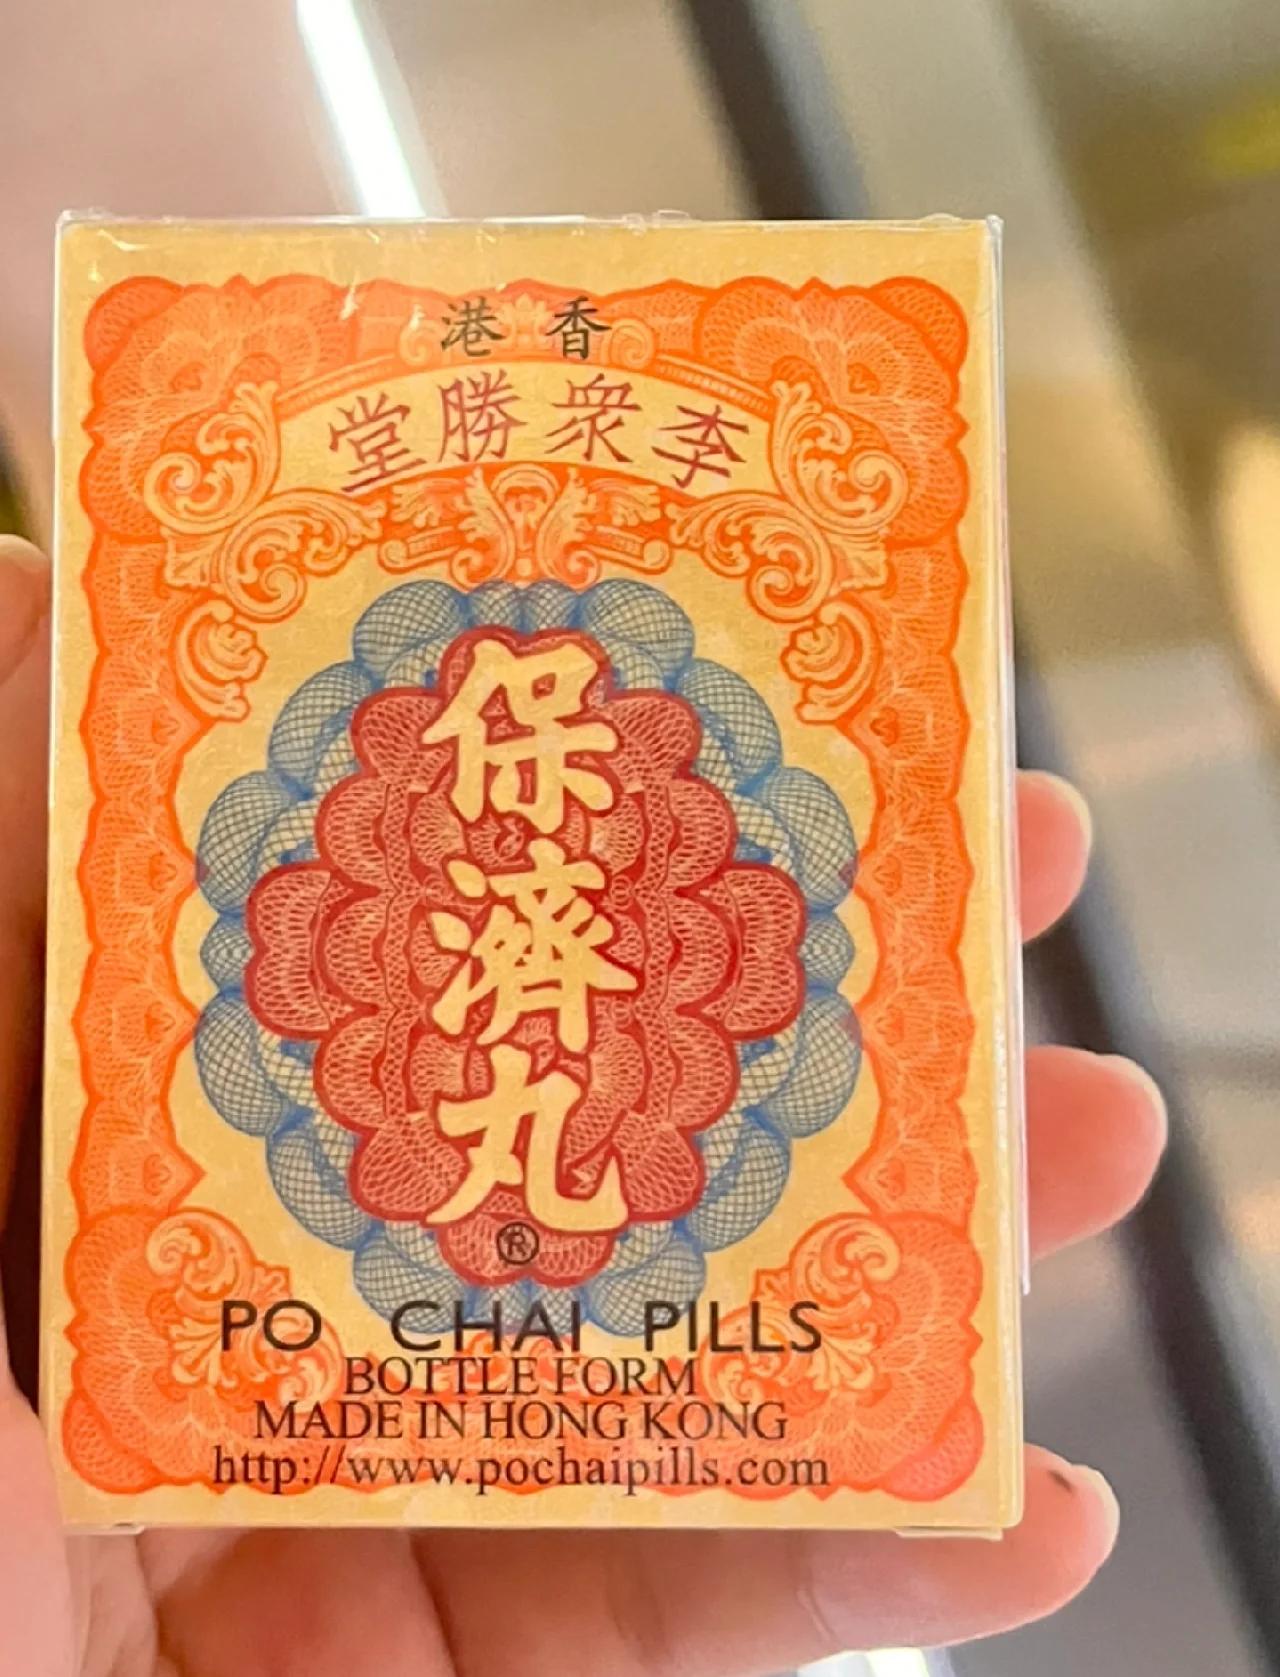 香港
李衆勝堂
保濟丸
®
PO CHAI PILLS
BOTTLE FORM
MADE IN HONG KONG
http://www.pochaipills.com